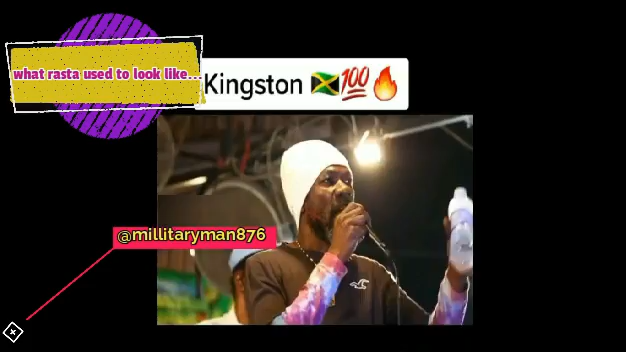 what rasta used to look like...
Kingston 🇯🇲💯🔥
@millitaryman876